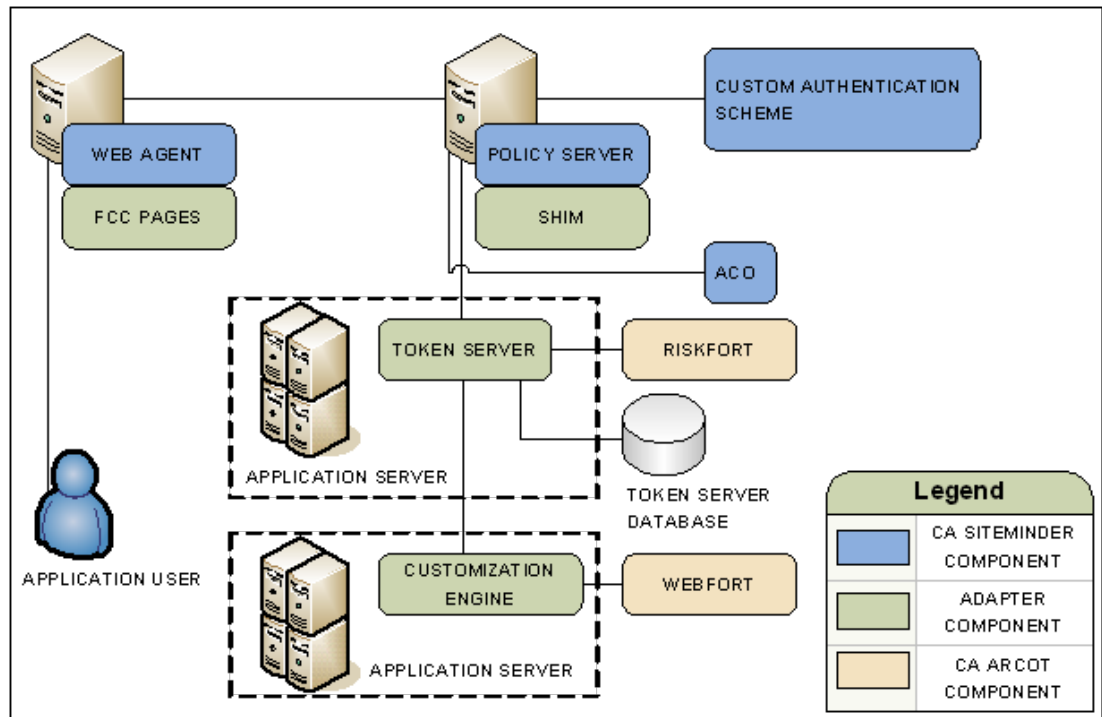 CUSTOM AUTHENTICATION
SCHEME
WEB AGENT
POLICY SERVER
FCC PAGES
SHIM
ACO
TOKEN SERVER
RISKFORT
APPLICATION SERVER
TOKEN SERVER
DATABASE
APPLICATION USER
CUSTOMIZATION
ENGINE
WEBFORT
APPLICATION SERVER
Legend
CA SITEMINDER
COMPONENT
ADAPTER
COMPONENT
CA ARCOT
COMPONENT